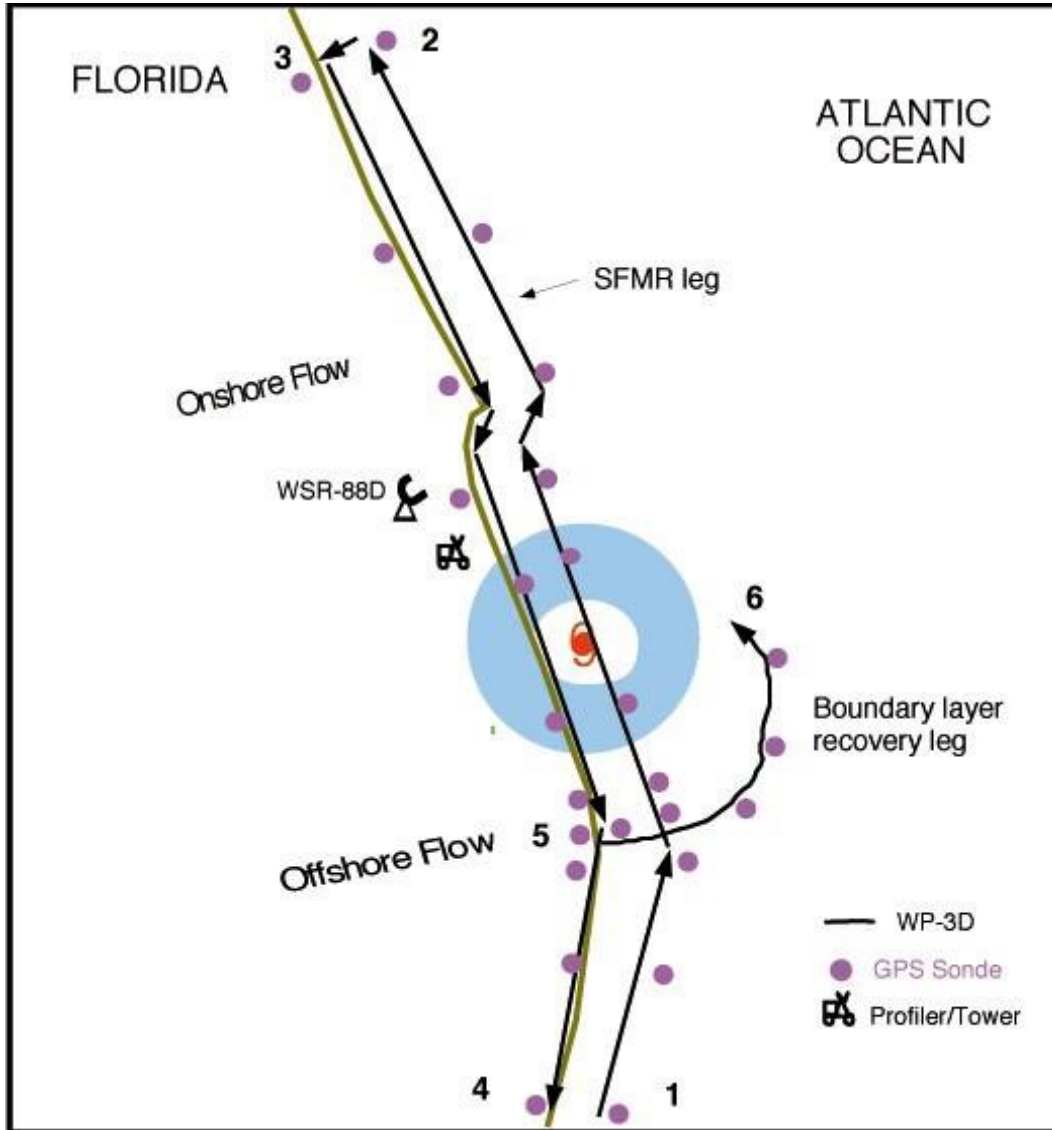 3
2
FLORIDA
ATLANTIC
OCEAN
SFMR leg
Onshore Flow
WSR-88D
6
Boundary layer
recovery leg
5
Offshore Flow
WP-3D
GPS Sonde
Profiler/Tower
4
1